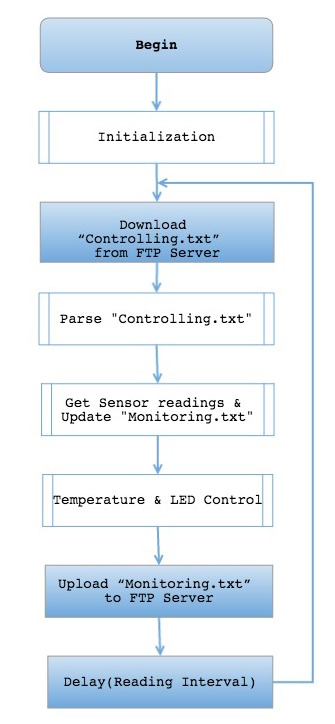 Begin
Initialization
Download
“Controlling.txt”
from FTP Server
Parse "Controlling.txt"
Get Sensor readings &
Update "Monitoring.txt"
Temperature & LED Control
Upload “Monitoring.txt”
to FTP Server
Delay(Reading Interval)